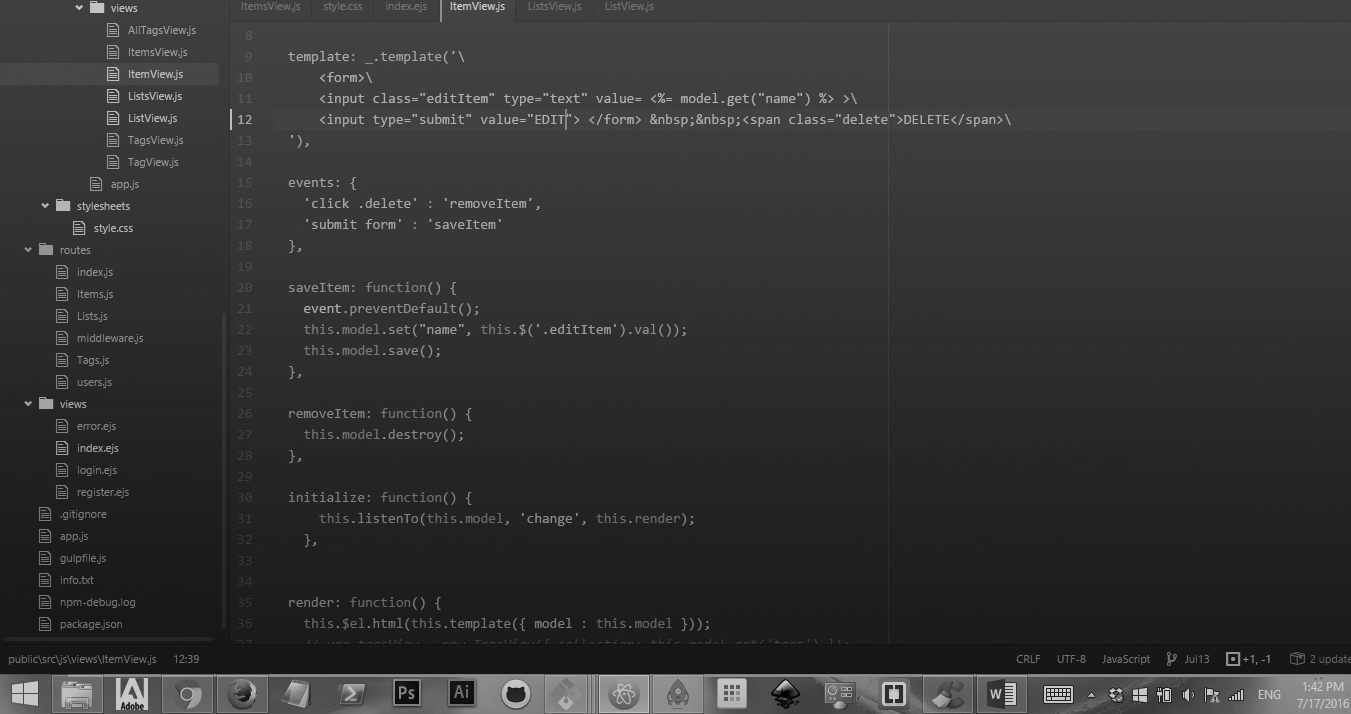 views
AllTagsView.js
ItemsView.js
ItemView.js
ListsView.js
ListView.js
TagsView.js
TagView.js
app.js
stylesheets
style.css
routes
index.js
Items.js
Lists.js
middleware.js
Tags.js
users.js
views
error.ejs
index.ejs
login.ejs
register.ejs
.gitignore
app.js
gulpfile.js
info.txt
npm-debug.log
package.json
ItemsView.js style.css index.ejs ItemView.js ListsView.js ListView.js
8
9 template: _.template('\
10 <form>\
11 <input class="editItem" type="text" value= <%= model.get("name") %> >\
12 <input type="submit" value="EDIT"> </form> &nbsp;&nbsp;<span class="delete">DELETE</span>\
13 '),
14
15 events: {
16 'click .delete' : 'removeItem',
17 'submit form' : 'saveItem'
18 },
19
20 saveItem: function() {
21 event.preventDefault();
22 this.model.set("name", this.$('.editItem').val());
23 this.model.save();
24 },
25
26 removeItem: function() {
27 this.model.destroy();
28 },
29
30 initialize: function() {
31 this.listenTo(this.model, 'change', this.render);
32 },
33
34
35 render: function() {
36 this.$el.html(this.template({ model : this.model }));
37 // var tagsView = new TagsView({ collection: this.model.get('tags') });
public\src\js\views\ItemView.js 12:39 CRLF UTF-8 JavaScript Jul13 +1, -1 2 update
Adobe Ps Ai W ENG 1:42 PM
7/17/2016